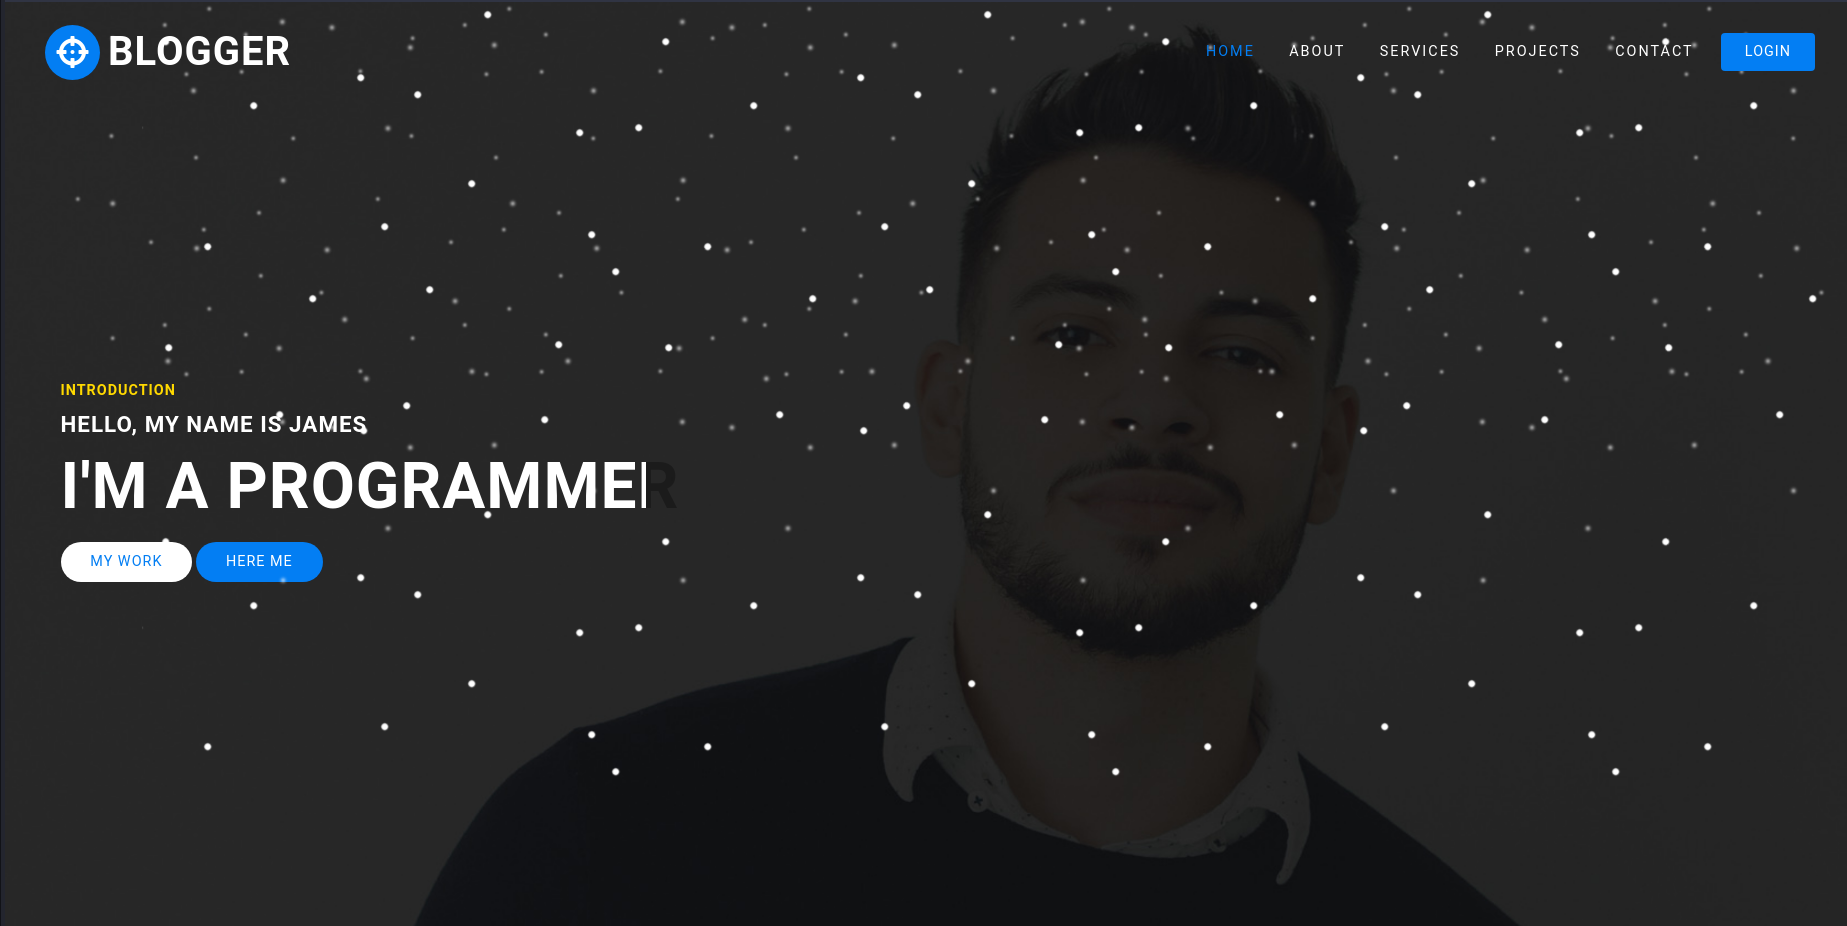 BLOGGER
HOME ABOUT SERVICES PROJECTS CONTACT LOGIN
INTRODUCTION
HELLO, MY NAME IS JAMES
I'M A PROGRAMMER
MY WORK HERE ME